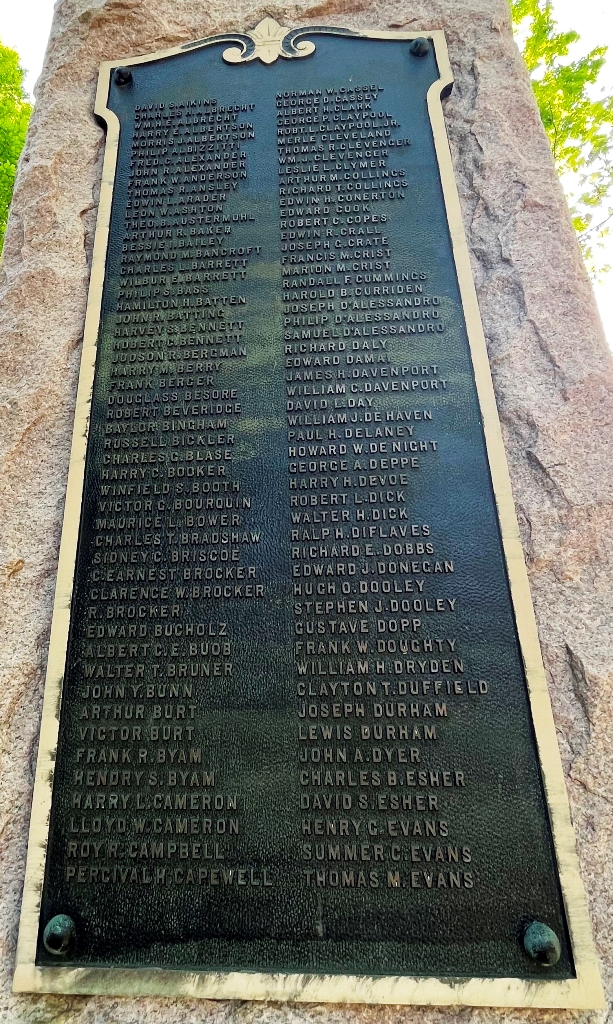 DAVID S. AIKINS
CHARLES H. ALBRECHT
WM. H. E. ALBRECHT
HARRY E. ALBERTSON
MORRIS J. ALBERTSON
PHILIP ALUIZZITTI
FRED C. ALEXANDER
JOHN R. ALEXANDER
FRANK W. ANDERSON
THOMAS R. ANSLEY
EDWIN L. ARADER
LEON W. ASHTON
THEO. B. AUSTERMUHL
ARTHUR R. BAKER
BESSIE T. BAILEY
RAYMOND M. BANCROFT
CHARLES L. BARRETT
WILBUR E. BARRETT
PHILIP S. BASS
HAMILTON H. BATTEN
JOHN R. BATTING
HARVEY S. BENNETT
ROBERT C. BENNETT
JUDSON R. BERGMAN
HARRY M. BERRY
FRANK BERGER
DOUGLASS BESORE
ROBERT BEVERIDGE
BAYLOR BINGHAM
RUSSELL BICKLER
CHARLES G. BLASE
HARRY C. BOOKER
WINFIELD S. BOOTH
VICTOR G. BOURQUIN
MAURICE L. BOWER
CHARLES T. BRADSHAW
SIDNEY C. BRISCOE
C. EARNEST BROCKER
CLARENCE W. BROCKER
R. BROCKER
EDWARD BUCHOLZ
ALBERT C. E. BUOB
WALTER T. BRUNER
JOHN Y. BUNN
ARTHUR BURT
VICTOR BURT
FRANK R. BYAM
HENDRY S. BYAM
HARRY L. CAMERON
LLOYD W. CAMERON
ROY R. CAMPBELL
PERCIVAL H. CAPEWELL
NORMAN W. CASSEL
GEORGE D. CASSEY
ALBERT H. CLARK
GEORGE P. CLAYPOOL
ROBT. L. CLAYPOOL JR.
MERLE CLEVELAND
THOMAS R. CLEVENGER
WM. J. CLEVENGER
LESLIE L. CLYMER
ARTHUR M. COLLINGS
RICHARD T. COLLINGS
EDWIN H. CONERTON
EDWARD COOK
ROBERT C. COPES
EDWIN R. CRALL
JOSEPH G. CRATE
FRANCIS M. CRIST
MARION M. CRIST
RANDALL F. CUMMINGS
HAROLD B. CURRIDEN
JOSEPH D'ALESSANDRO
PHILIP D'ALESSANDRO
SAMUEL D'ALESSANDRO
RICHARD DALY
EDWARD DAMAI
JAMES H. DAVENPORT
WILLIAM C. DAVENPORT
DAVID L. DAY
WILLIAM J. DE HAVEN
PAUL H. DELANEY
HOWARD W. DE NIGHT
GEORGE A. DEPPE
HARRY H. DEVOE
ROBERT L. DICK
WALTER H. DICK
RALPH H. DIFLAVES
RICHARD E. DOBBS
EDWARD J. DONEGAN
HUGH O. DOOLEY
STEPHEN J. DOOLEY
GUSTAVE DOPP
FRANK W. DOUGHTY
WILLIAM H. DRYDEN
CLAYTON T. DUFFIELD
JOSEPH DURHAM
LEWIS DURHAM
JOHN A. DYER
CHARLES B. ESHER
DAVID S. ESHER
HENRY G. EVANS
SUMMER C. EVANS
THOMAS M. EVANS